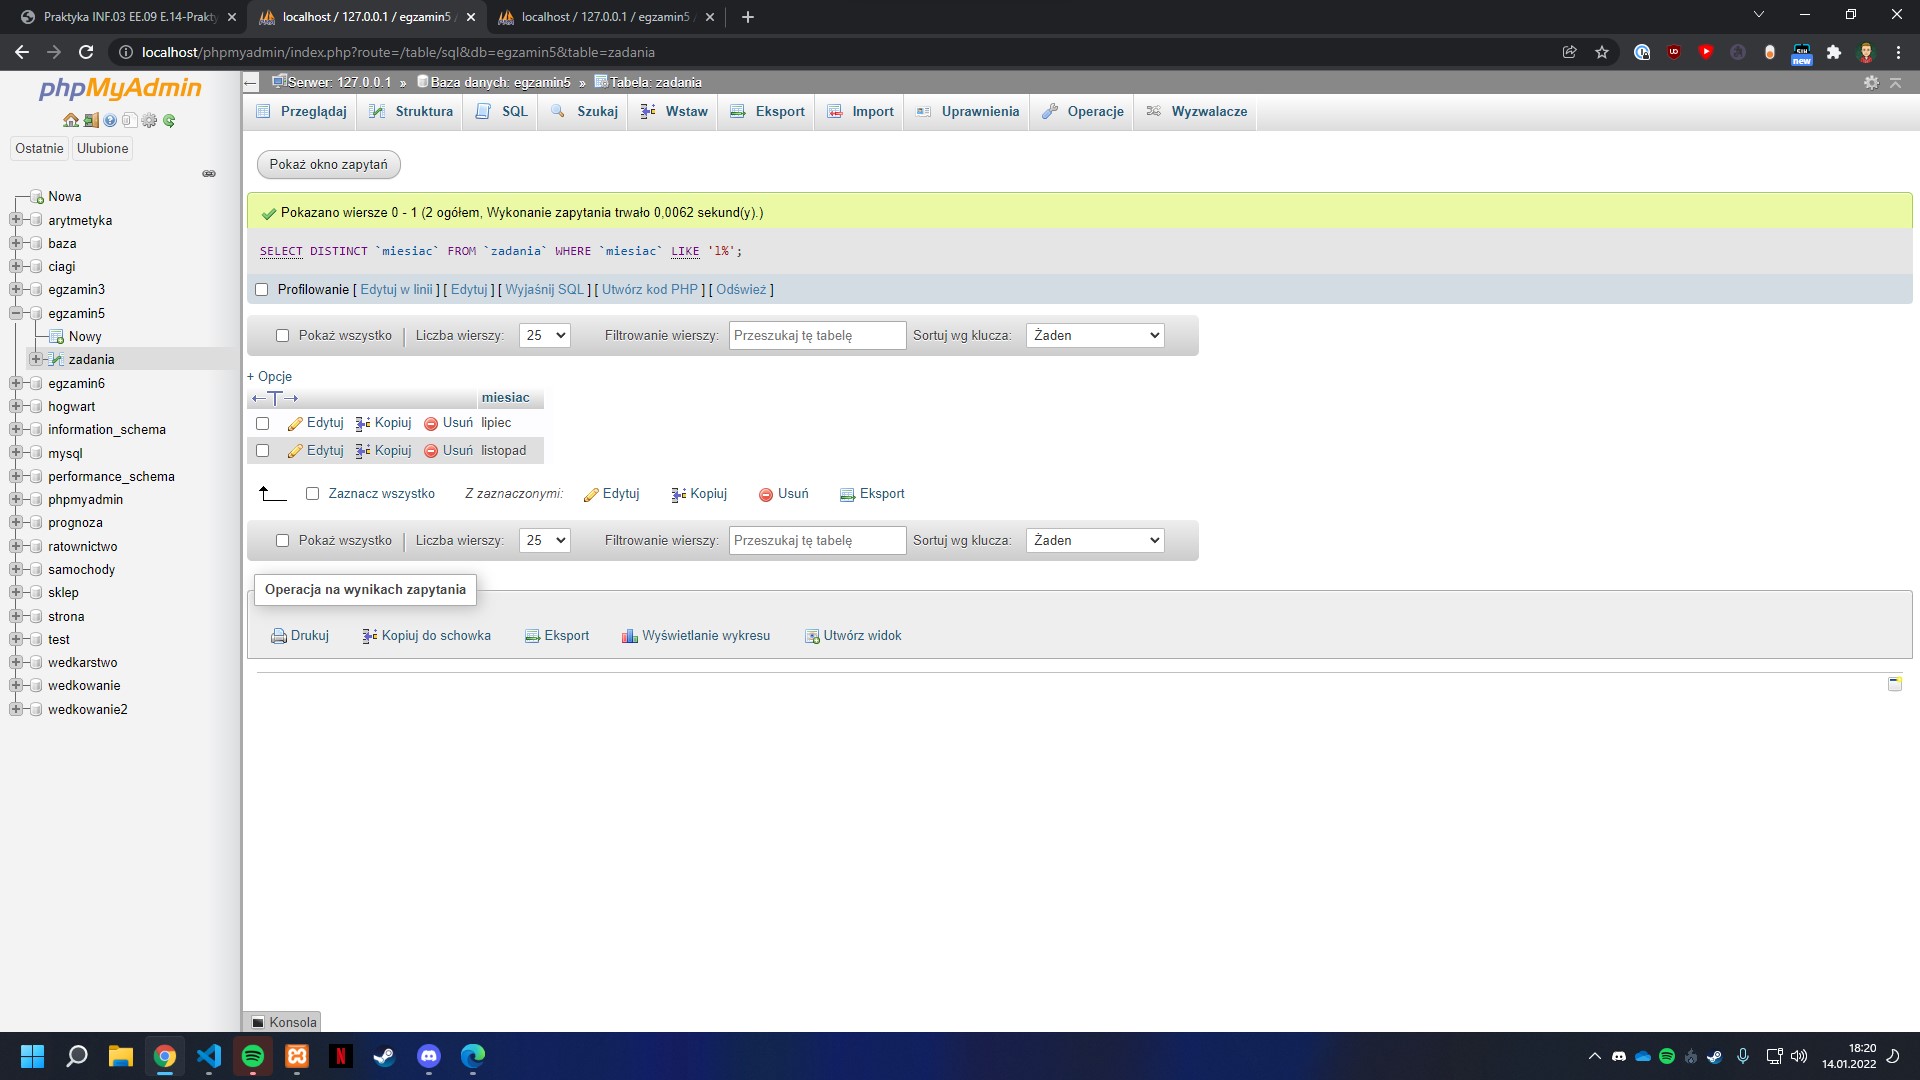 Praktyka INF.03 EE.09 E.14-Prakty
localhost / 127.0.0.1 / egzamin5 /
localhost / 127.0.0.1 / egzamin5 /
localhost/phpmyadmin/index.php?route=/table/sql&db=egzamin5&table=zadania
new
phpMyAdmin
Ostatnie
Ulubione
Nowa
arytmetyka
baza
ciagi
egzamin3
egzamin5
Nowy
zadania
egzamin6
hogwart
information_schema
mysql
performance_schema
phpmyadmin
prognoza
ratownictwo
samochody
sklep
strona
test
wedkarstwo
wedkowanie
wedkowanie2
Serwer: 127.0.0.1 » Baza danych: egzamin5 » Tabela: zadania
Przeglądaj Struktura SQL Szukaj Wstaw Eksport Import Uprawnienia Operacje Wyzwalacze
Pokaż okno zapytań
Pokazano wiersze 0 - 1 (2 ogółem, Wykonanie zapytania trwało 0,0062 sekund(y).)
SELECT DISTINCT `miesiac` FROM `zadania` WHERE `miesiac` LIKE 'l%';
Profilowanie [ Edytuj w linii ] [ Edytuj ] [ Wyjaśnij SQL ] [ Utwórz kod PHP ] [ Odśwież ]
Pokaż wszystko Liczba wierszy: 25 Filtrowanie wierszy: Przeszukaj tę tabelę Sortuj wg klucza: Żaden
+ Opcje
←T→ miesiac
Edytuj Kopiuj Usuń lipiec
Edytuj Kopiuj Usuń listopad
Zaznacz wszystko Z zaznaczonymi: Edytuj Kopiuj Usuń Eksport
Pokaż wszystko Liczba wierszy: 25 Filtrowanie wierszy: Przeszukaj tę tabelę Sortuj wg klucza: Żaden
Operacja na wynikach zapytania
Drukuj Kopiuj do schowka Eksport Wyświetlanie wykresu Utwórz widok
Konsola
18:20
14.01.2022